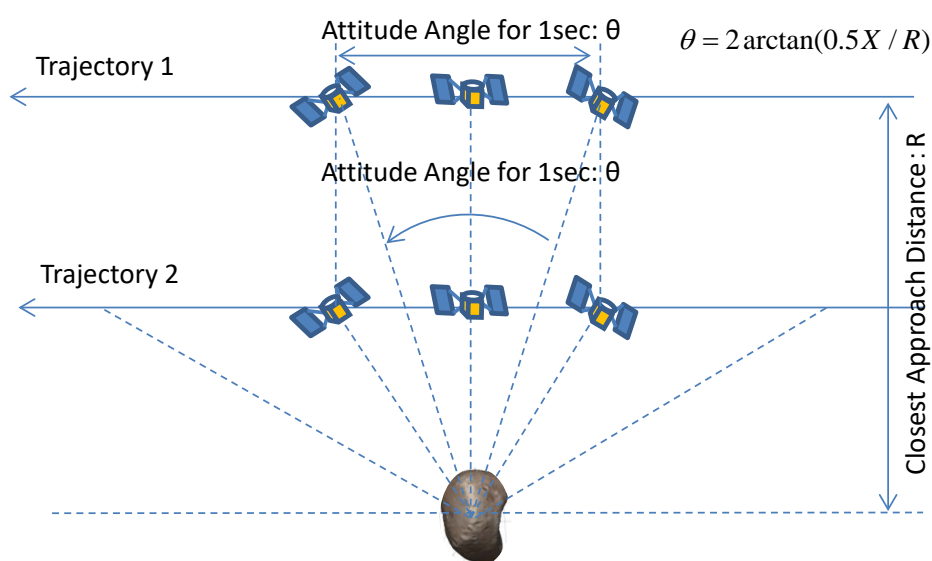 Attitude Angle for 1sec: θ
θ = 2 arctan(0.5X / R)
Trajectory 1
Attitude Angle for 1sec: θ
Trajectory 2
Closest Approach Distance: R